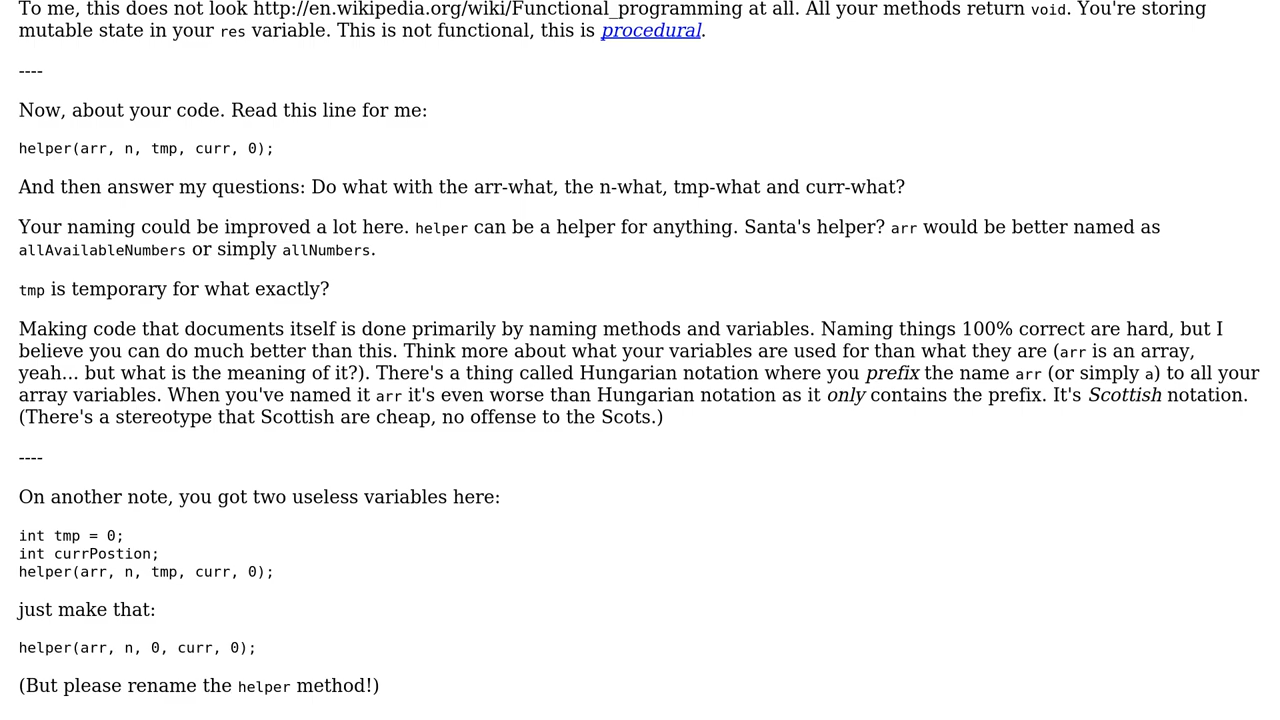 To me, this does not look http://en.wikipedia.org/wiki/Functional_programming at all. All your methods return void. You're storing
mutable state in your res variable. This is not functional, this is procedural.
----
Now, about your code. Read this line for me:
helper(arr, n, tmp, curr, 0);
And then answer my questions: Do what with the arr-what, the n-what, tmp-what and curr-what?
Your naming could be improved a lot here. helper can be a helper for anything. Santa's helper? arr would be better named as
allAvailableNumbers or simply allNumbers.
tmp is temporary for what exactly?
Making code that documents itself is done primarily by naming methods and variables. Naming things 100% correct are hard, but I
believe you can do much better than this. Think more about what your variables are used for than what they are (arr is an array,
yeah... but what is the meaning of it?). There's a thing called Hungarian notation where you prefix the name arr (or simply a) to all your
array variables. When you've named it arr it's even worse than Hungarian notation as it only contains the prefix. It's Scottish notation.
(There's a stereotype that Scottish are cheap, no offense to the Scots.)
----
On another note, you got two useless variables here:
int tmp = 0;
int currPostion;
helper(arr, n, tmp, curr, 0);
just make that:
helper(arr, n, 0, curr, 0);
(But please rename the helper method!)